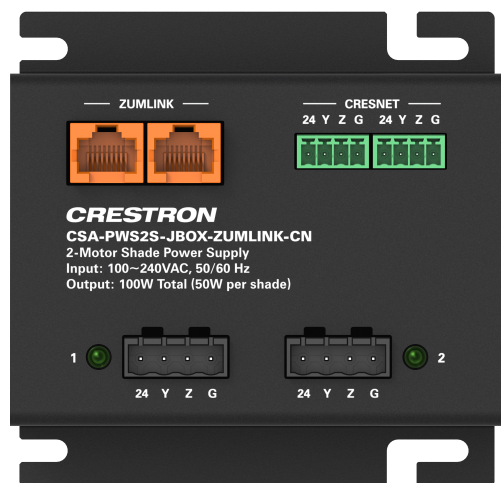 ZUMLINK
CRESNET
24 Y Z G 24 Y Z G
CRESTRON
CSA-PWS2S-JBOX-ZUMLINK-CN
2-Motor Shade Power Supply
Input: 100~240VAC, 50/60 Hz
Output: 100W Total (50W per shade)
1
2
24 Y Z G
24 Y Z G